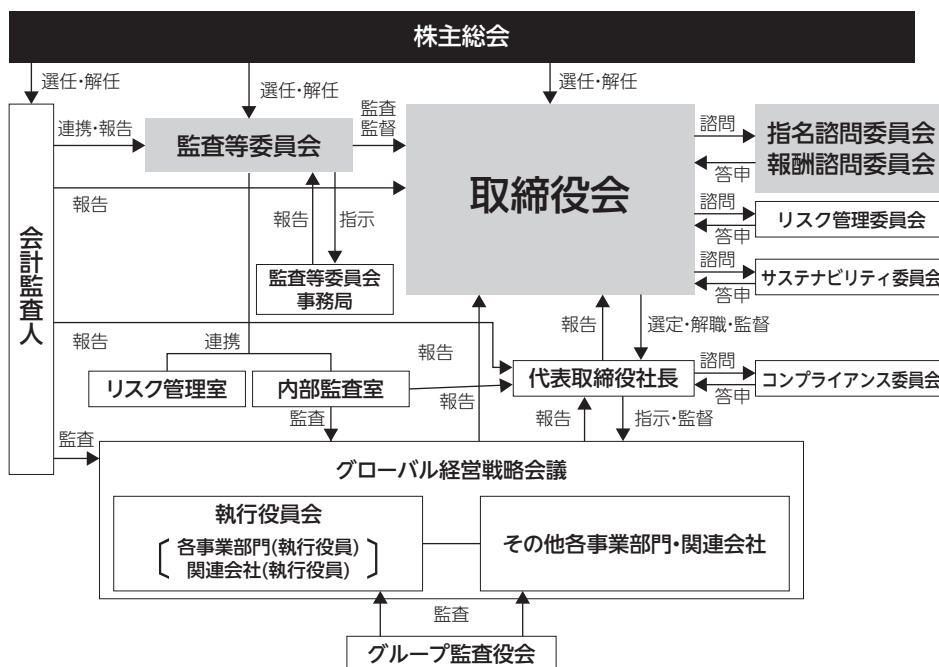 株主総会
選任・解任
選任・解任
選任・解任
連携・報告
監査等委員会
監査
監督
取締役会
諮問
答申
指名諮問委員会
報酬諮問委員会
報告
報告
指示
諮問
答申
リスク管理委員会
会計監査人
監査等委員会
事務局
諮問
答申
サステナビリティ委員会
報告
連携
報告
報告
選定・解職・監督
リスク管理室
内部監査室
代表取締役社長
諮問
答申
コンプライアンス委員会
監査
監査
報告
報告
指示・監督
グローバル経営戦略会議
執行役員会
各事業部門(執行役員)
関連会社(執行役員)
その他各事業部門・関連会社
監査
グループ監査役会